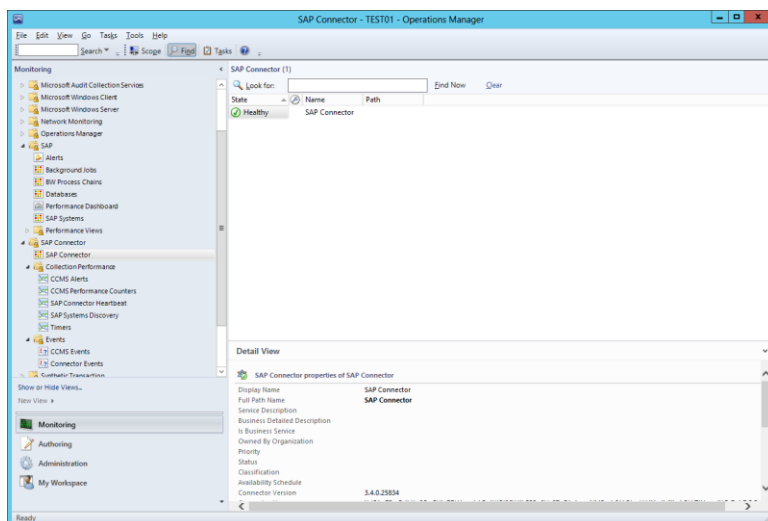 SAP Connector - TEST01 - Operations Manager
File Edit View Go Tasks Tools Help
Search Scope Find Tasks
Monitoring
Microsoft Audit Collection Services
Microsoft Windows Client
Microsoft Windows Server
Network Monitoring
Operations Manager
SAP
Alerts
Background Jobs
BW Process Chains
Databases
Performance Dashboard
SAP Systems
Performance Views
SAP Connector
SAP Connector
Collection Performance
CCMS Alerts
CCMS Performance Counters
SAP Connector Heartbeat
SAP Systems Discovery
Timers
Events
CCMS Events
Connector Events
Synthetic Transaction
Show or Hide Views...
New View
Monitoring
Authoring
Administration
My Workspace
Ready
SAP Connector (1)
Look for: Find Now Clear
State Name Path
Healthy SAP Connector
Detail View
SAP Connector properties of SAP Connector
Display Name SAP Connector
Full Path Name SAP Connector
Service Description
Business Detailed Description
Is Business Service
Owned By Organization
Priority
Status
Classification
Availability Schedule
Connector Version 3.4.0.25834